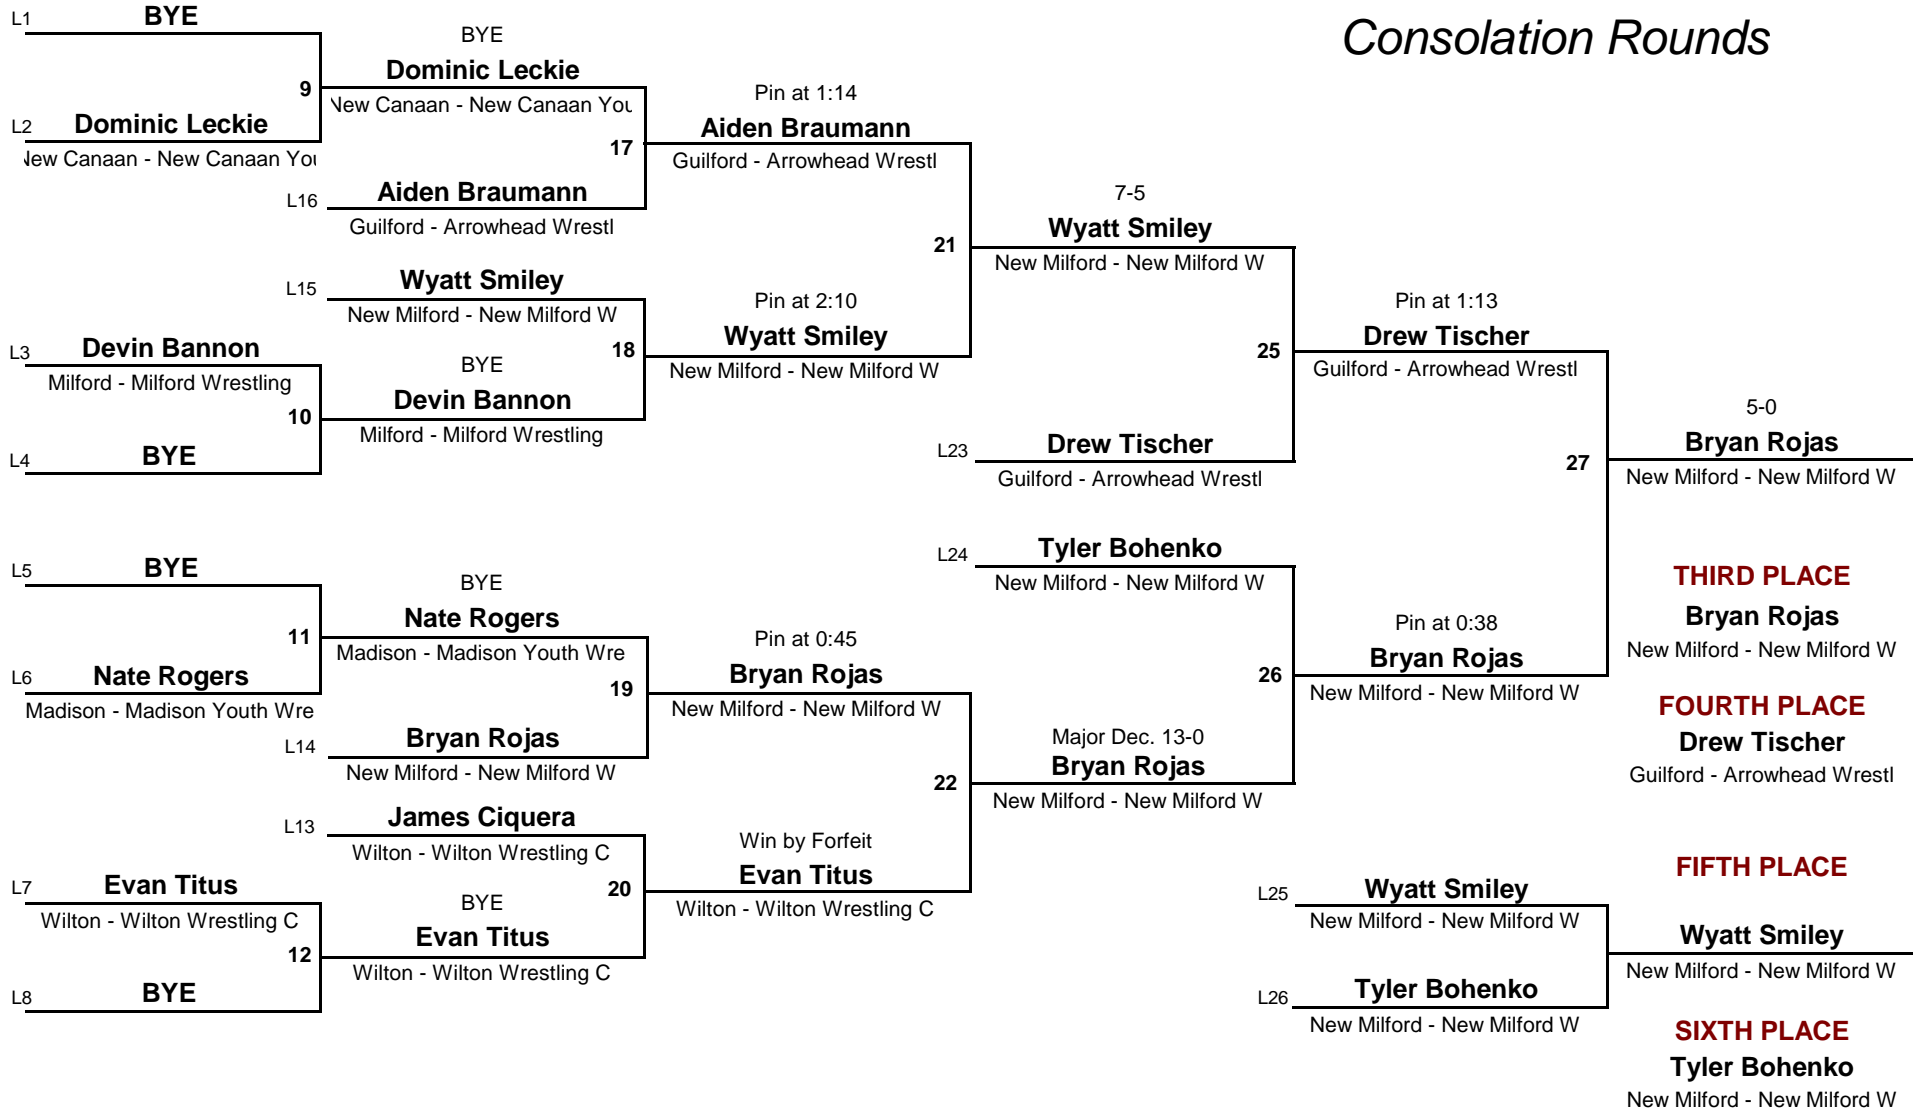 Consolation Rounds
L1 BYE
9
L2 Dominic Leckie
New Canaan - New Canaan You
L3 Devin Bannon
Milford - Milford Wrestling
10
L4 BYE
L5 BYE
11
L6 Nate Rogers
Madison - Madison Youth Wre
L7 Evan Titus
Wilton - Wilton Wrestling C
12
L8 BYE
BYE
Dominic Leckie
New Canaan - New Canaan You
17
L16 Aiden Braumann
Guilford - Arrowhead Wrestl
L15 Wyatt Smiley
New Milford - New Milford W
18
BYE
Devin Bannon
Milford - Milford Wrestling
BYE
Nate Rogers
Madison - Madison Youth Wre
19
L14 Bryan Rojas
New Milford - New Milford W
L13 James Ciquera
Wilton - Wilton Wrestling C
20
BYE
Evan Titus
Wilton - Wilton Wrestling C
Pin at 1:14
Aiden Braumann
Guilford - Arrowhead Wrestl
21
Pin at 2:10
Wyatt Smiley
New Milford - New Milford W
Pin at 0:45
Bryan Rojas
New Milford - New Milford W
22
Win by Forfeit
Evan Titus
Wilton - Wilton Wrestling C
7-5
Wyatt Smiley
New Milford - New Milford W
25
L23 Drew Tischer
Guilford - Arrowhead Wrestl
L24 Tyler Bohenko
New Milford - New Milford W
26
Major Dec. 13-0
Bryan Rojas
New Milford - New Milford W
Pin at 1:13
Drew Tischer
Guilford - Arrowhead Wrestl
27
Pin at 0:38
Bryan Rojas
New Milford - New Milford W
L25 Wyatt Smiley
New Milford - New Milford W
L26 Tyler Bohenko
New Milford - New Milford W
5-0
Bryan Rojas
New Milford - New Milford W
THIRD PLACE
Bryan Rojas
New Milford - New Milford W
FOURTH PLACE
Drew Tischer
Guilford - Arrowhead Wrestl
FIFTH PLACE
Wyatt Smiley
New Milford - New Milford W
SIXTH PLACE
Tyler Bohenko
New Milford - New Milford W